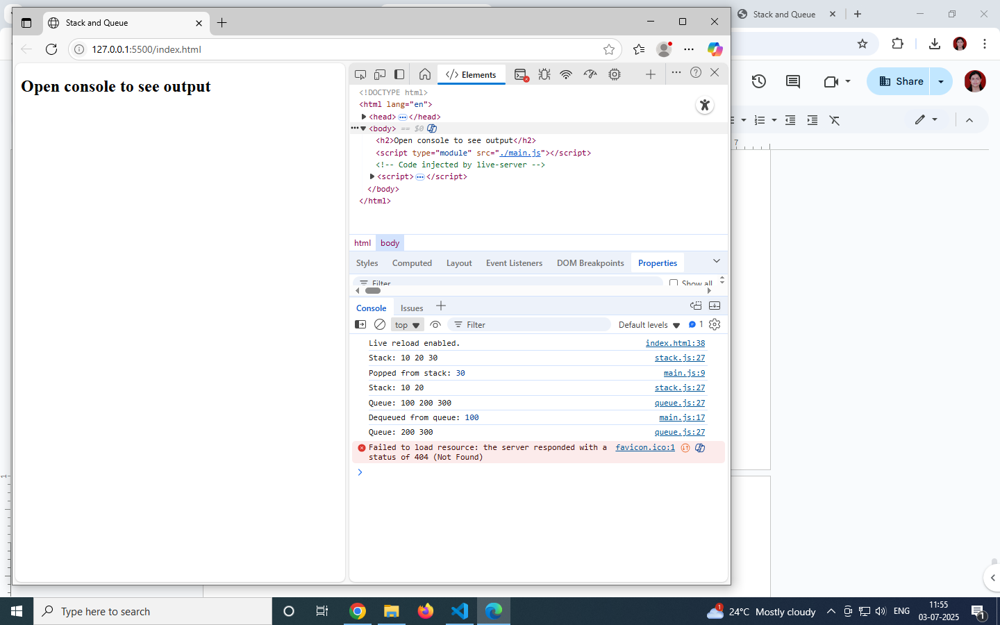 Stack and Queue
Stack and Queue
127.0.0.1:5500/index.html
Share
7
Open console to see output
Elements
<!DOCTYPE html>
<html lang="en">
<head> </head>
<body> == $0
<h2>Open console to see output</h2>
<script type="module" src="./main.js"></script>
<!-- Code injected by live-server -->
<script> </script>
</body>
</html>
html body
Styles Computed Layout Event Listeners DOM Breakpoints Properties
Filter Show all
Console Issues
top Filter Default levels 1
Live reload enabled. index.html:38
Stack: 10 20 30 stack.js:27
Popped from stack: 30 main.js:9
Stack: 10 20 stack.js:27
Queue: 100 200 300 queue.js:27
Dequeued from queue: 100 main.js:17
Queue: 200 300 queue.js:27
Failed to load resource: the server responded with a favicon.ico:1
status of 404 (Not Found)
1
Type here to search
1
24°C Mostly cloudy
ENG
11:55
03-07-2025
1